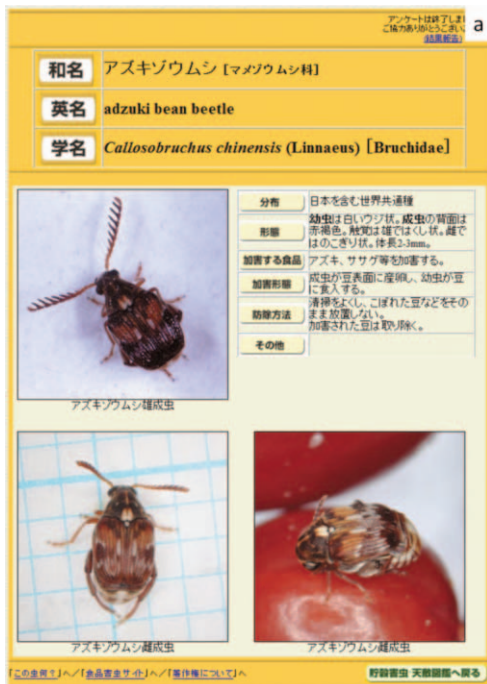 アンケートは終了しまし
ご協力ありがとうござい
(結果報告)
a
和名 アズキゾウムシ [マメゾウムシ科]
英名 adzuki bean beetle
学名 Callosobruchus chinensis (Linnaeus) [Bruchidae]
分布 日本を含む世界共通種
形態 幼虫は白いウジ状。成虫の背面は
赤褐色。触覚は雄ではくし状。雌で
はのこぎり状。体長2-3mm。
加害する食品 アズキ、ササゲ等を加害する。
加害形態 成虫が豆表面に産卵し、幼虫が豆
に食入する。
防除方法 清掃をよくし、こぼれた豆などをその
まま放置しない。
加害された豆は取り除く。
その他
アズキゾウムシ雄成虫
アズキゾウムシ雌成虫
アズキゾウムシ雌成虫
「この虫何?」へ/「食品害虫サイト」へ/「著作権について」へ
貯穀害虫 天敵図鑑へ戻る